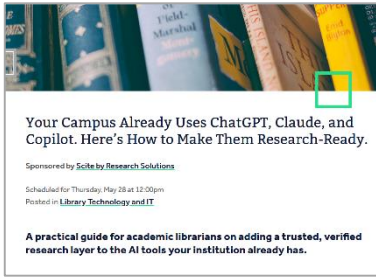 Field-
Marshal
Your Campus Already Uses ChatGPT, Claude, and
Copilot. Here's How to Make Them Research-Ready.
Sponsored by Scite by Research Solutions
Scheduled for Thursday, May 28 at 12:00pm
Posted in Library Technology and IT
A practical guide for academic librarians on adding a trusted, verified
research layer to the AI tools your institution already has.